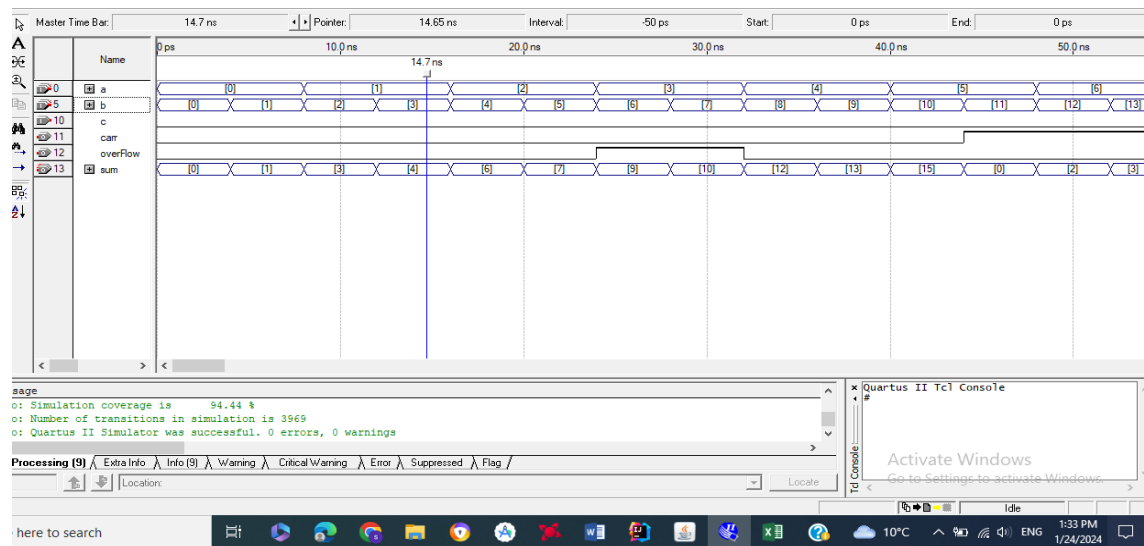 Master Time Bar: 14.7 ns Pointer: 14.65 ns Interval: -50 ps Start: 0 ps End: 0 ps
Name 0 ps 10.0 ns 20.0 ns 30.0 ns 40.0 ns 50.0 ns
14.7 ns
0 a [0] [1] [2] [3] [4] [5] [6]
5 b [0] [1] [2] [3] [4] [5] [6] [7] [8] [9] [10] [11] [12] [13]
10 c
11 carr
12 overFlow
13 sum [0] [1] [3] [4] [6] [7] [9] [10] [12] [13] [15] [0] [2] [3]
sage
o: Simulation coverage is 94.44 %
o: Number of transitions in simulation is 3969
o: Quartus II Simulator was successful. 0 errors, 0 warnings
Processing (9) Extra Info Info (9) Warning Critical Warning Error Suppressed Flag
Location: Locate
Quartus II Tcl Console
#
Tcl Console
Activate Windows
Go to Settings to activate Windows.
Idle
here to search
10°C ENG 1:33 PM
1/24/2024